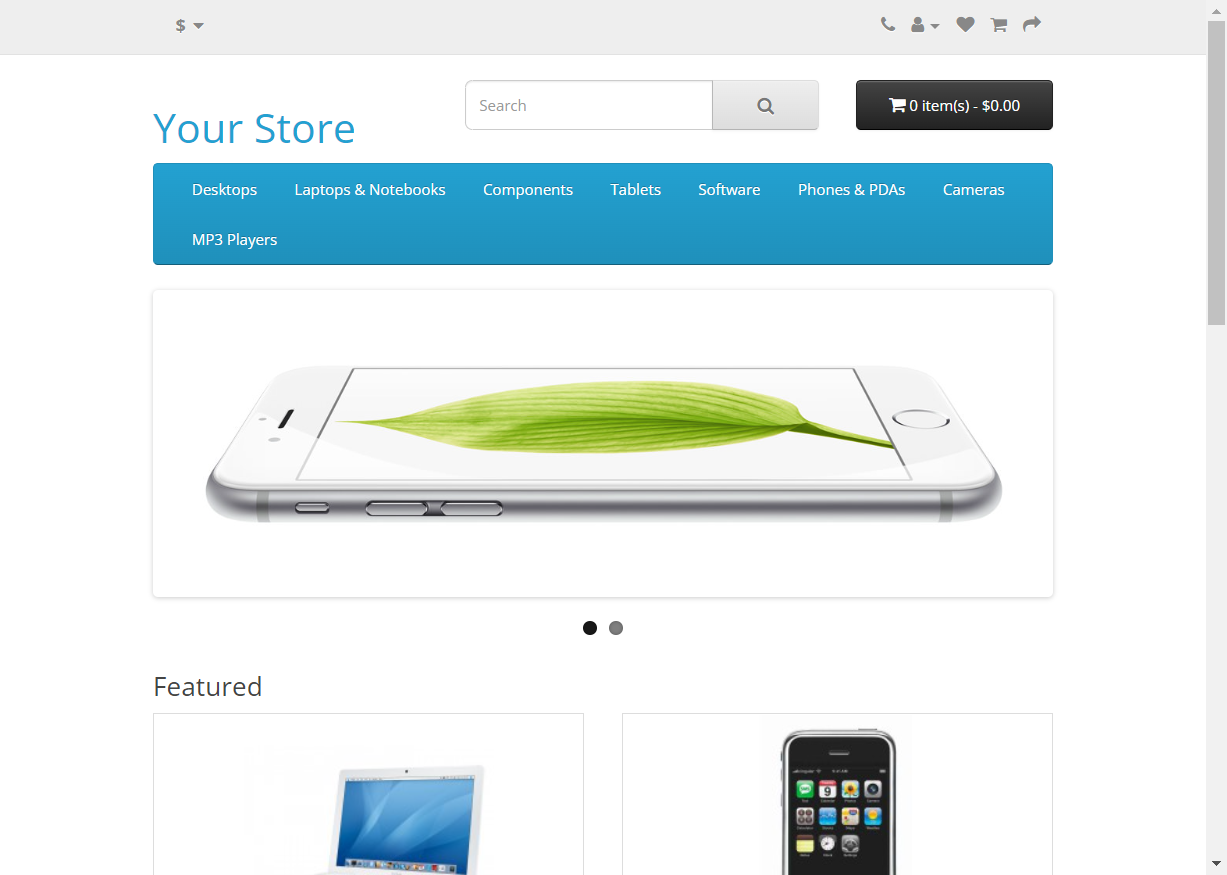 $
Search
0 item(s) - $0.00
Your Store
Desktops Laptops & Notebooks Components Tablets Software Phones & PDAs Cameras
MP3 Players
Featured